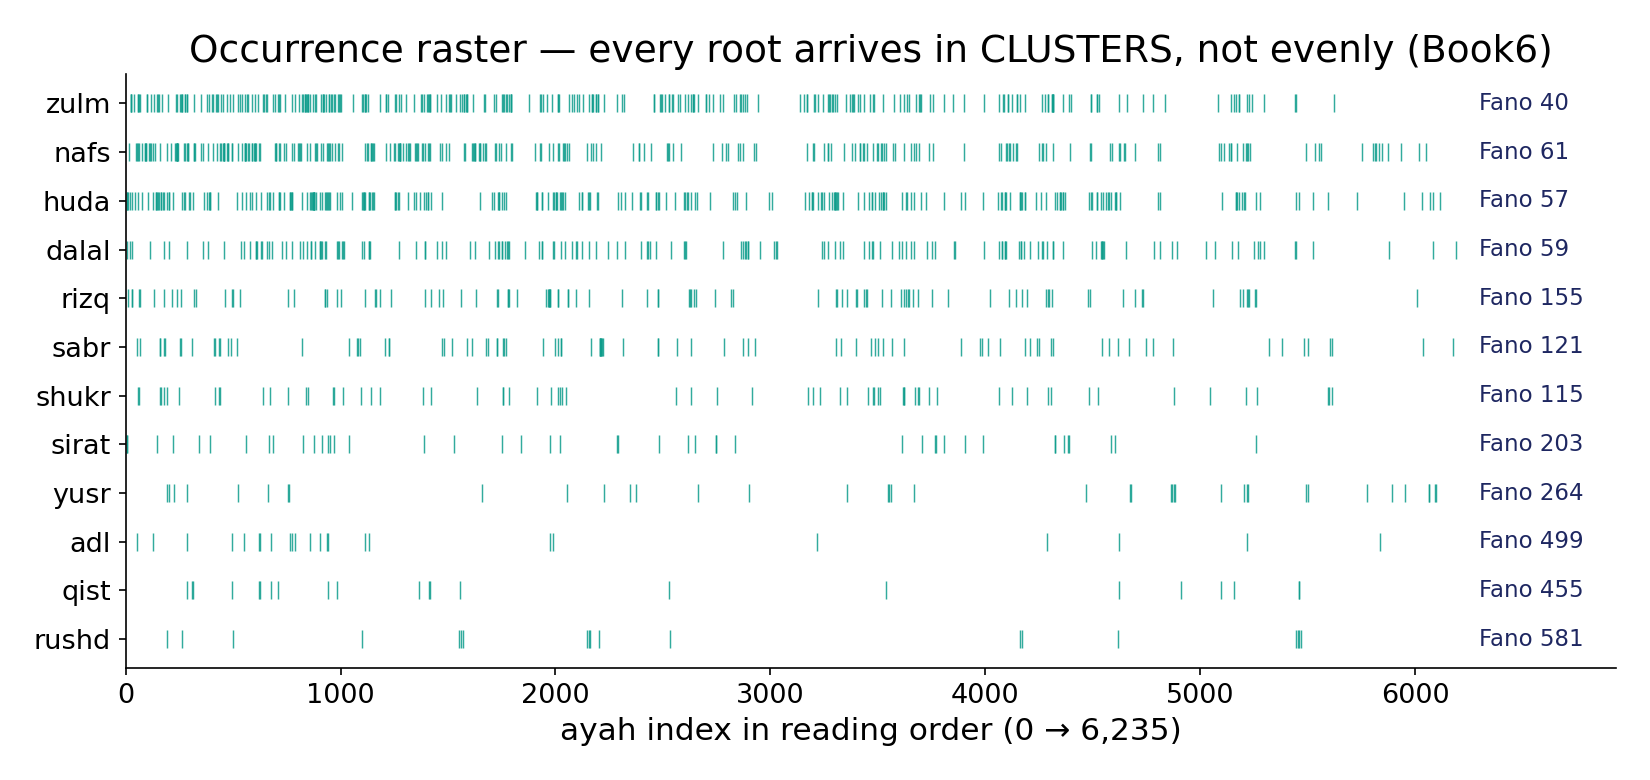 Occurrence raster — every root arrives in CLUSTERS, not evenly (Book6)
zulm Fano 40
nafs Fano 61
huda Fano 57
dalal Fano 59
rizq Fano 155
sabr Fano 121
shukr Fano 115
sirat Fano 203
yusr Fano 264
adl Fano 499
qist Fano 455
rushd Fano 581
0 1000 2000 3000 4000 5000 6000
ayah index in reading order (0 → 6,235)